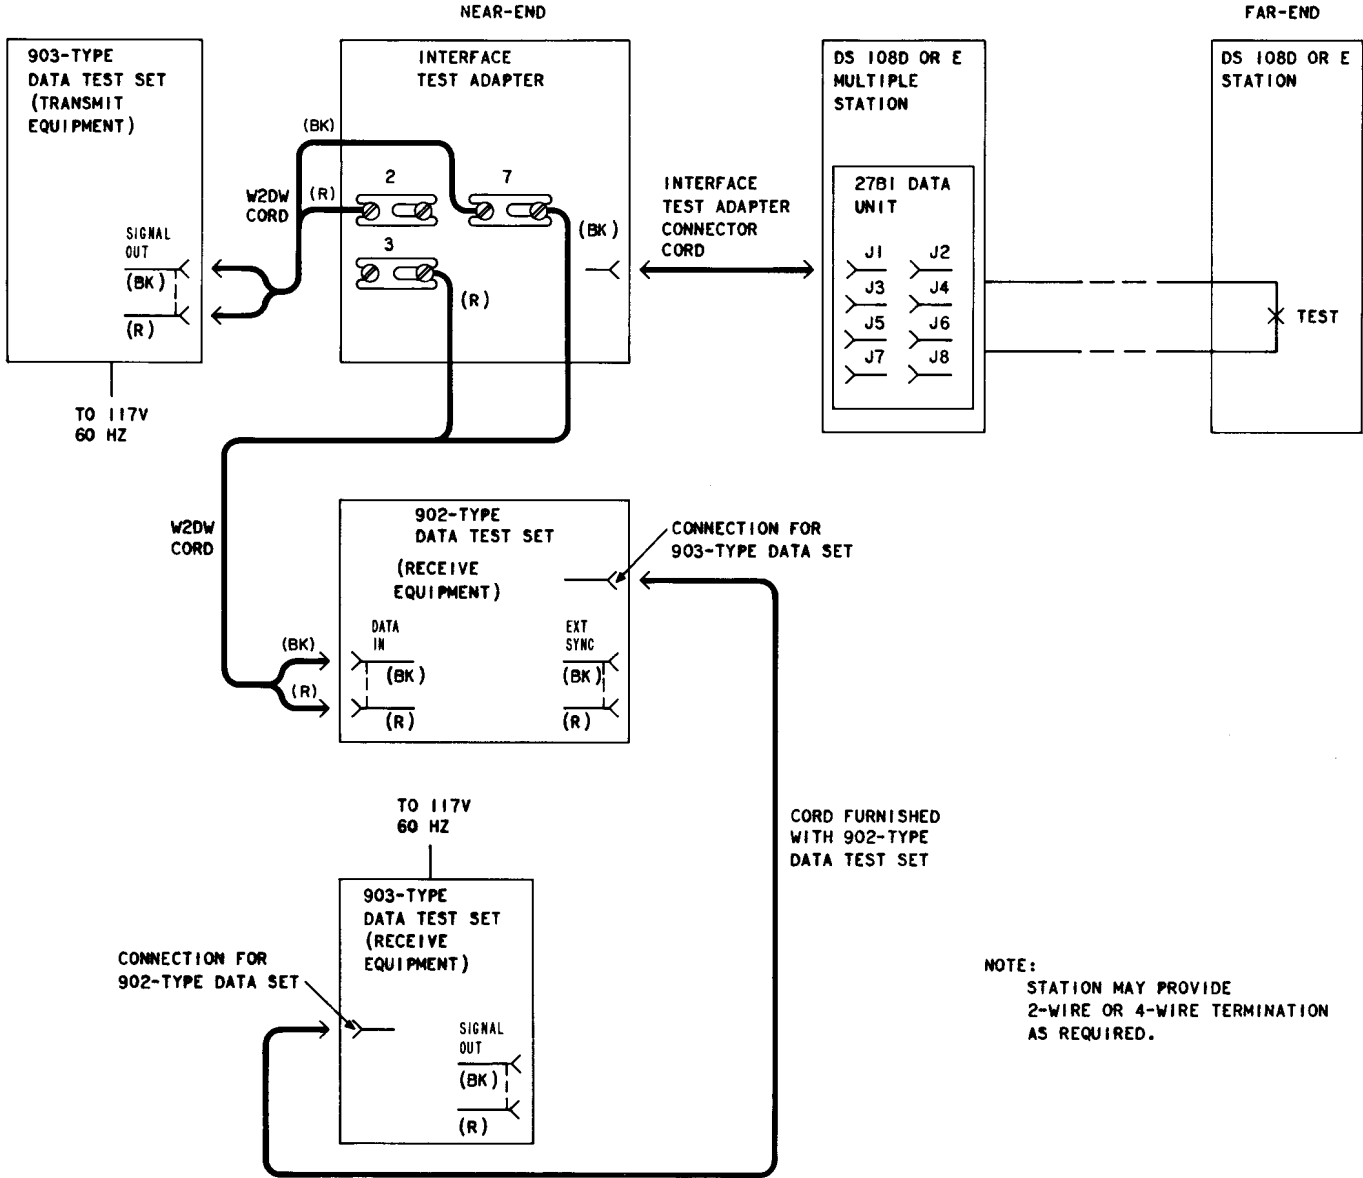 NEAR-END
FAR-END
903-TYPE
DATA TEST SET
(TRANSMIT
EQUIPMENT)
SIGNAL
OUT
(BK)
(R)
TO 117V
60 HZ
W2DW
CORD
(BK)
(R)
INTERFACE
TEST ADAPTER
2
7
3
(BK)
(R)
INTERFACE
TEST ADAPTER
CONNECTOR
CORD
DS 108D OR E
MULTIPLE
STATION
27B1 DATA
UNIT
J1 J2
J3 J4
J5 J6
J7 J8
DS 108D OR E
STATION
TEST
W2DW
CORD
(BK)
(R)
902-TYPE
DATA TEST SET
(RECEIVE
EQUIPMENT)
DATA
IN
(BK)
(R)
EXT
SYNC
(BK)
(R)
CONNECTION FOR
903-TYPE DATA SET
CORD FURNISHED
WITH 902-TYPE
DATA TEST SET
TO 117V
60 HZ
903-TYPE
DATA TEST SET
(RECEIVE
EQUIPMENT)
CONNECTION FOR
902-TYPE DATA SET
SIGNAL
OUT
(BK)
(R)
NOTE:
STATION MAY PROVIDE
2-WIRE OR 4-WIRE TERMINATION
AS REQUIRED.